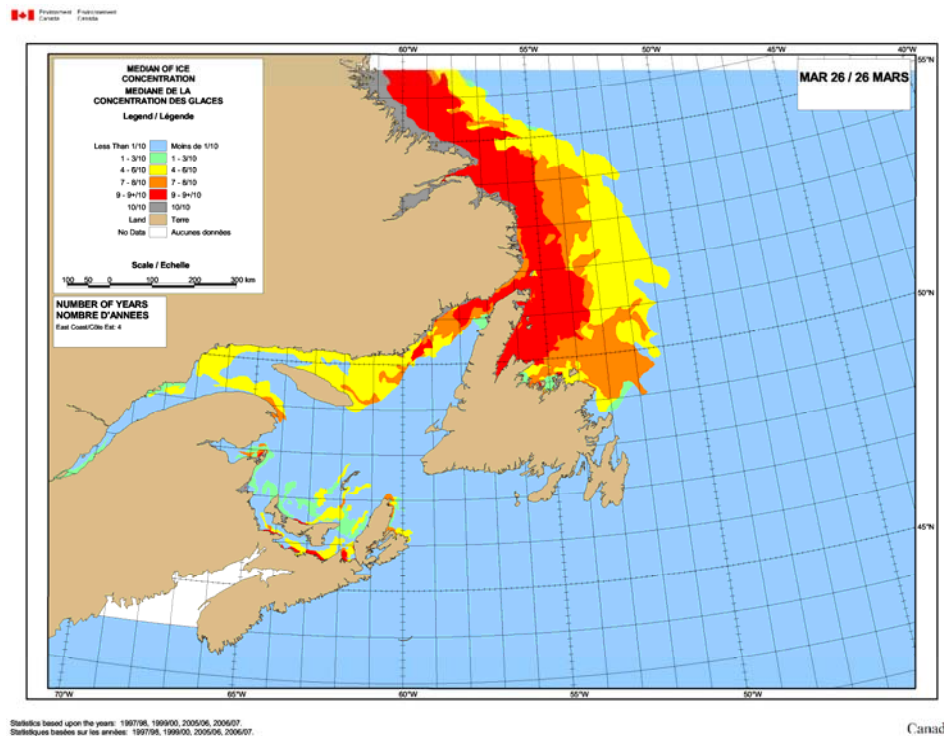 Environment Environnement
Canada Canada
60°W 55°W 50°W 45°W 40°W
55°N
MEDIAN OF ICE
CONCENTRATION
MEDIANE DE LA
CONCENTRATION DES GLACES
Legend / Légende
Less Than 1/10 Moins de 1/10
1 - 3/10 1 - 3/10
4 - 6/10 4 - 6/10
7 - 8/10 7 - 8/10
9 - 9+/10 9 - 9+/10
10/10 10/10
Land Terre
No Data Aucunes données
Scale / Echelle
100 50 0 100 200 300 km
NUMBER OF YEARS
NOMBRE D'ANNEES
East Coast/Côte Est: 4
MAR 26 / 26 MARS
50°N
45°N
70°W 65°W 60°W 55°W 50°W 45°W
Statistics based upon the years: 1997/98, 1999/00, 2005/06, 2006/07.
Statistiques basées sur les années: 1997/98, 1999/00, 2005/06, 2006/07.
Canad